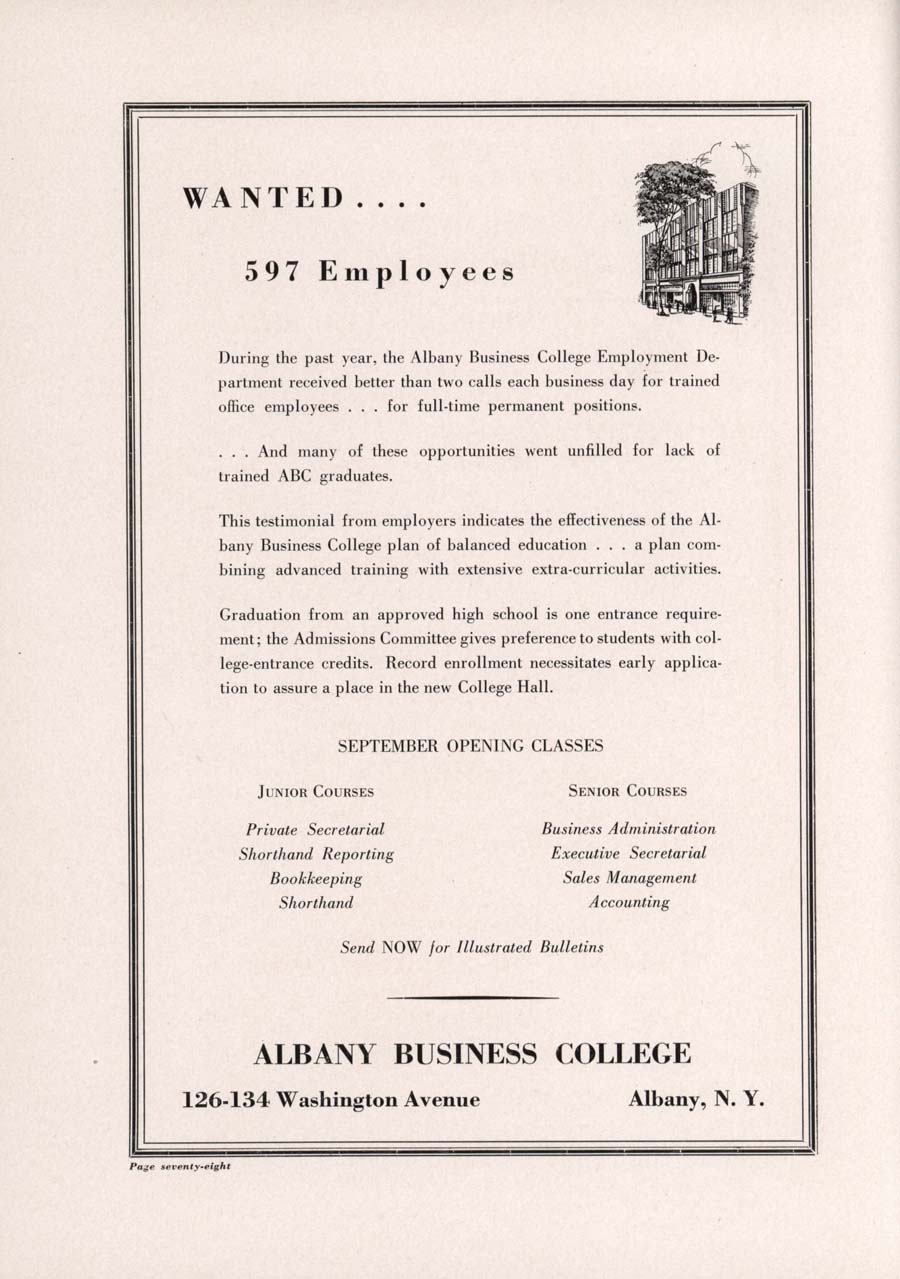 WANTED . . . .
597 Employees
During the past year, the Albany Business College Employment De-
partment received better than two calls each business day for trained
office employees . . . for full-time permanent positions.
. . . And many of these opportunities went unfilled for lack of
trained ABC graduates.
This testimonial from employers indicates the effectiveness of the Al-
bany Business College plan of balanced education . . . a plan com-
bining advanced training with extensive extra-curricular activities.
Graduation from an approved high school is one entrance require-
ment; the Admissions Committee gives preference to students with col-
lege-entrance credits. Record enrollment necessitates early applica-
tion to assure a place in the new College Hall.
SEPTEMBER OPENING CLASSES
JUNIOR COURSES
Private Secretarial
Shorthand Reporting
Bookkeeping
Shorthand
SENIOR COURSES
Business Administration
Executive Secretarial
Sales Management
Accounting
Send NOW for Illustrated Bulletins
ALBANY BUSINESS COLLEGE
126-134 Washington Avenue Albany, N. Y.
Page seventy-eight